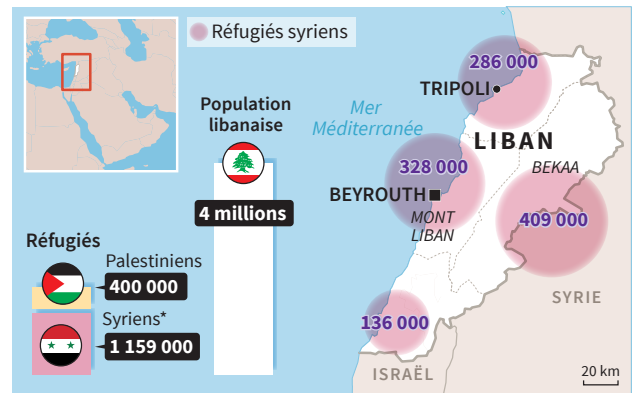 Réfugiés syriens
286 000
TRIPOLI
Mer
Méditerranée
Population
libanaise
LIBAN
328 000
BEKAA
BEYROUTH
4 millions
MONT
LIBAN
409 000
Réfugiés
Palestiniens
400 000
SYRIE
Syriens*
136 000
1 159 000
ISRAËL
20 km